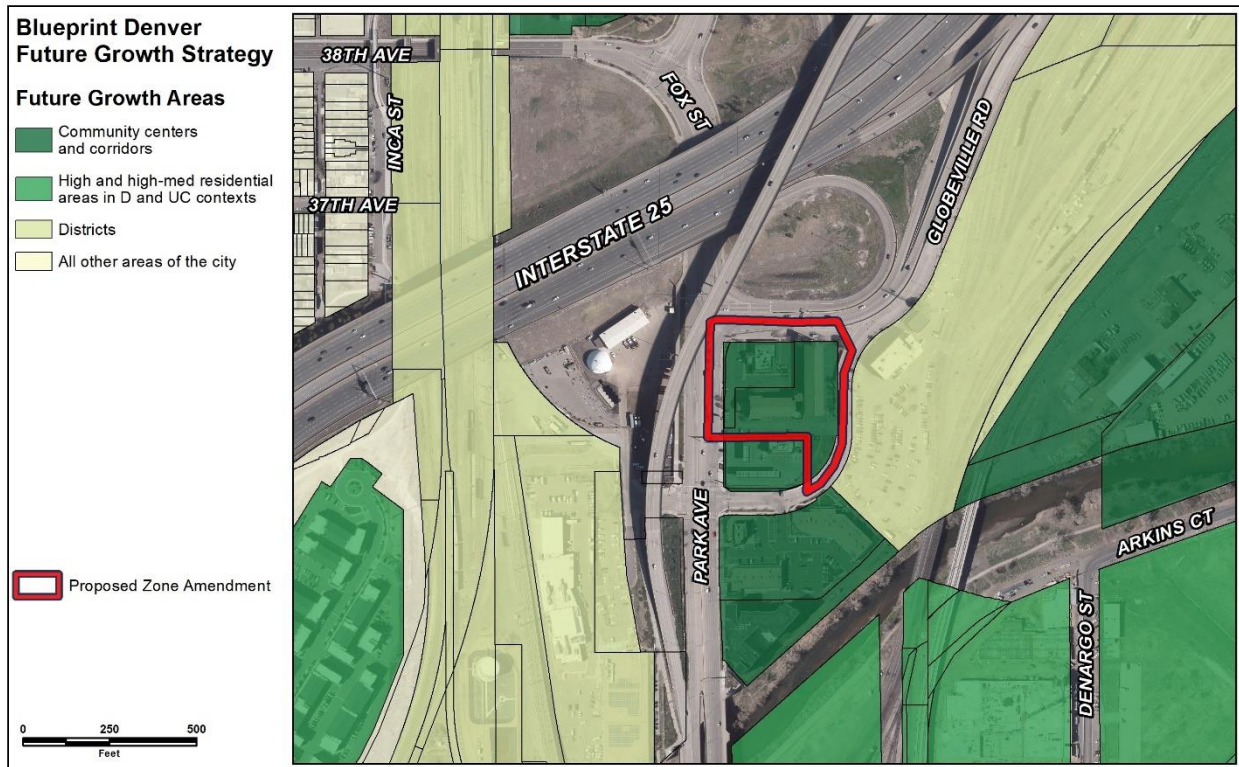 Blueprint Denver
Future Growth Strategy
Future Growth Areas
Community centers
and corridors
High and high-med residential
areas in D and UC contexts
Districts
All other areas of the city
Proposed Zone Amendment
0 250 500
Feet
38TH AVE
INCA ST
37TH AVE
FOX ST
INTERSTATE 25
GLOBEVILLE RD
PARK AVE
ARKINS CT
DENARGO ST